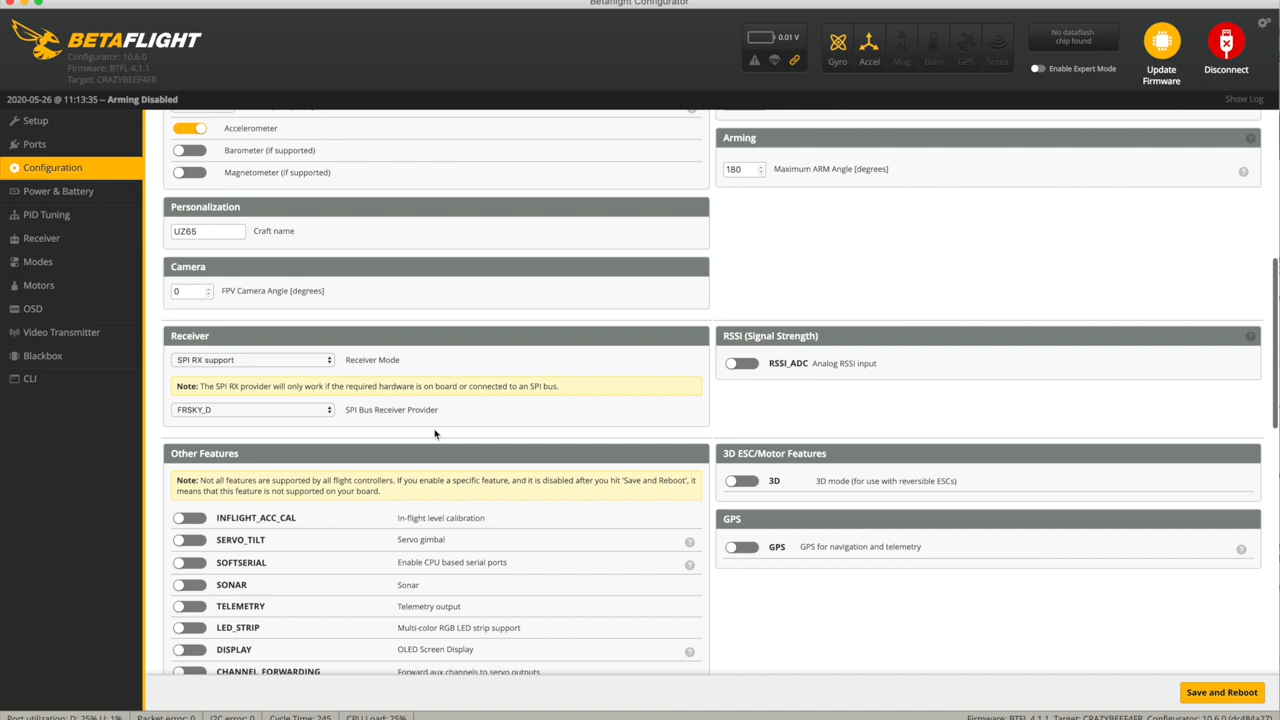 Betaflight Configurator
BETAFLIGHT
Configurator: 10.6.0
Firmware: BTFL 4.1.1
Target: CRAZYBEEF4FR
0.01 V
Gyro
Accel
Mag
Baro
GPS
Sonar
No dataflash
chip found
Enable Expert Mode
Update
Firmware
Disconnect
2020-05-26 @ 11:13:35 -- Arming Disabled
Show Log
Setup
Ports
Configuration
Power & Battery
PID Tuning
Receiver
Modes
Motors
OSD
Video Transmitter
Blackbox
CLI
Accelerometer
Barometer (if supported)
Magnetometer (if supported)
Arming
180 Maximum ARM Angle [degrees]
Personalization
UZ65 Craft name
Camera
0 FPV Camera Angle [degrees]
Receiver
SPI RX support Receiver Mode
Note: The SPI RX provider will only work if the required hardware is on board or connected to an SPI bus.
FRSKY_D SPI Bus Receiver Provider
RSSI (Signal Strength)
RSSI_ADC Analog RSSI input
Other Features
Note: Not all features are supported by all flight controllers. If you enable a specific feature, and it is disabled after you hit 'Save and Reboot', it
means that this feature is not supported on your board.
INFLIGHT_ACC_CAL In-flight level calibration
SERVO_TILT Servo gimbal
SOFTSERIAL Enable CPU based serial ports
SONAR Sonar
TELEMETRY Telemetry output
LED_STRIP Multi-color RGB LED strip support
DISPLAY OLED Screen Display
CHANNEL_FORWARDING Forward aux channels to servo outputs
3D ESC/Motor Features
3D 3D mode (for use with reversible ESCs)
GPS
GPS GPS for navigation and telemetry
Save and Reboot
Port utilization: D: 25% U: 1% Packet error: 0 I2C error: 0 Cycle Time: 245 CPU Load: 25% Firmware: BTFL 4.1.1, Target: CRAZYBEEF4FR, Configurator: 10.6.0